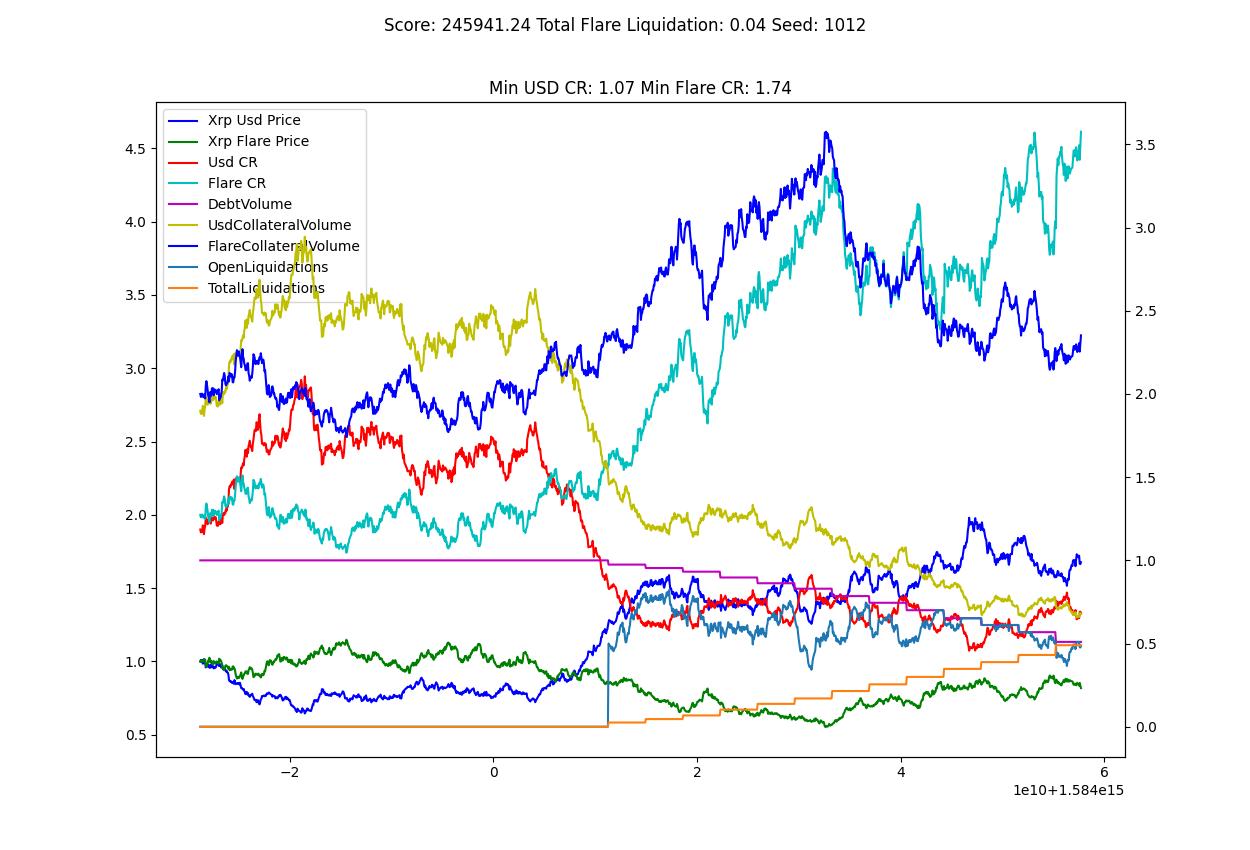 Score: 245941.24 Total Flare Liquidation: 0.04 Seed: 1012
Min USD CR: 1.07 Min Flare CR: 1.74
Xrp Usd Price
Xrp Flare Price
Usd CR
Flare CR
DebtVolume
UsdCollateralVolume
FlareCollateralVolume
OpenLiquidations
TotalLiquidations
4.5
4.0
3.5
3.0
2.5
2.0
1.5
1.0
0.5
3.5
3.0
2.5
2.0
1.5
1.0
0.5
0.0
−2
0
2
4
6
1e10+1.584e15